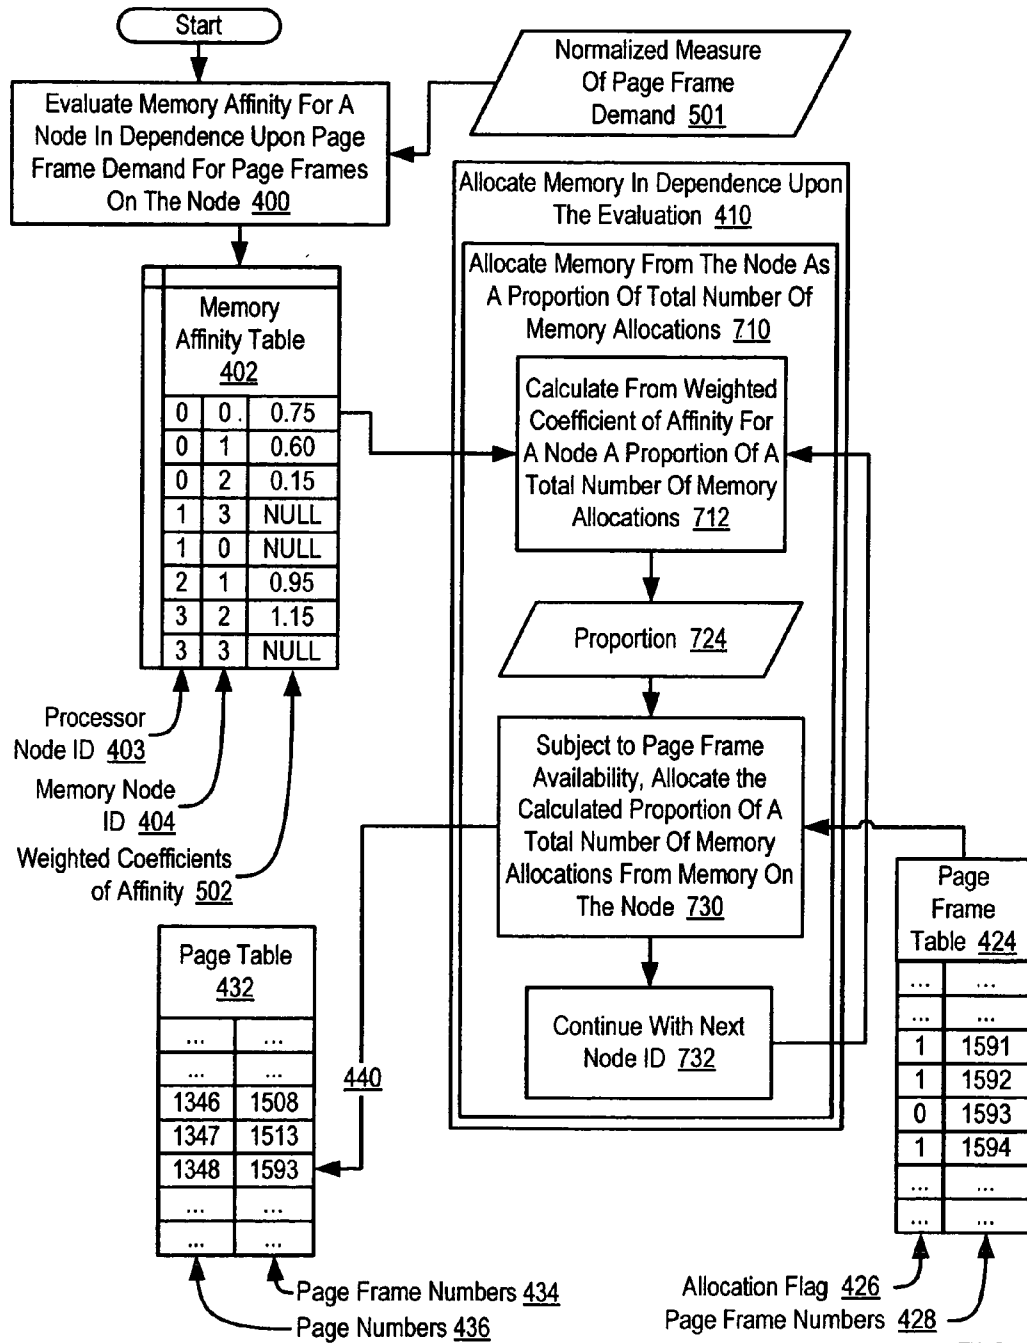 Start
Normalized Measure
Of Page Frame
Demand 501
Evaluate Memory Affinity For A
Node In Dependence Upon Page
Frame Demand For Page Frames
On The Node 400
Allocate Memory In Dependence Upon
The Evaluation 410
Allocate Memory From The Node As
A Proportion Of Total Number Of
Memory Allocations 710
Memory
Affinity Table
402
0 0 0.75
0 1 0.60
0 2 0.15
1 3 NULL
1 0 NULL
2 1 0.95
3 2 1.15
3 3 NULL
Processor
Node ID 403
Memory Node
ID 404
Weighted Coefficients
of Affinity 502
Calculate From Weighted
Coefficient of Affinity For
A Node A Proportion Of A
Total Number Of Memory
Allocations 712
Proportion 724
Subject to Page Frame
Availability, Allocate the
Calculated Proportion Of A
Total Number Of Memory
Allocations From Memory On
The Node 730
Continue With Next
Node ID 732
Page Table
432
... ...
... ...
1346 1508
1347 1513
1348 1593
... ...
... ...
440
Page Frame Numbers 434
Page Numbers 436
Page
Frame
Table 424
... ...
... ...
1 1591
1 1592
0 1593
1 1594
... ...
... ...
Allocation Flag 426
Page Frame Numbers 428